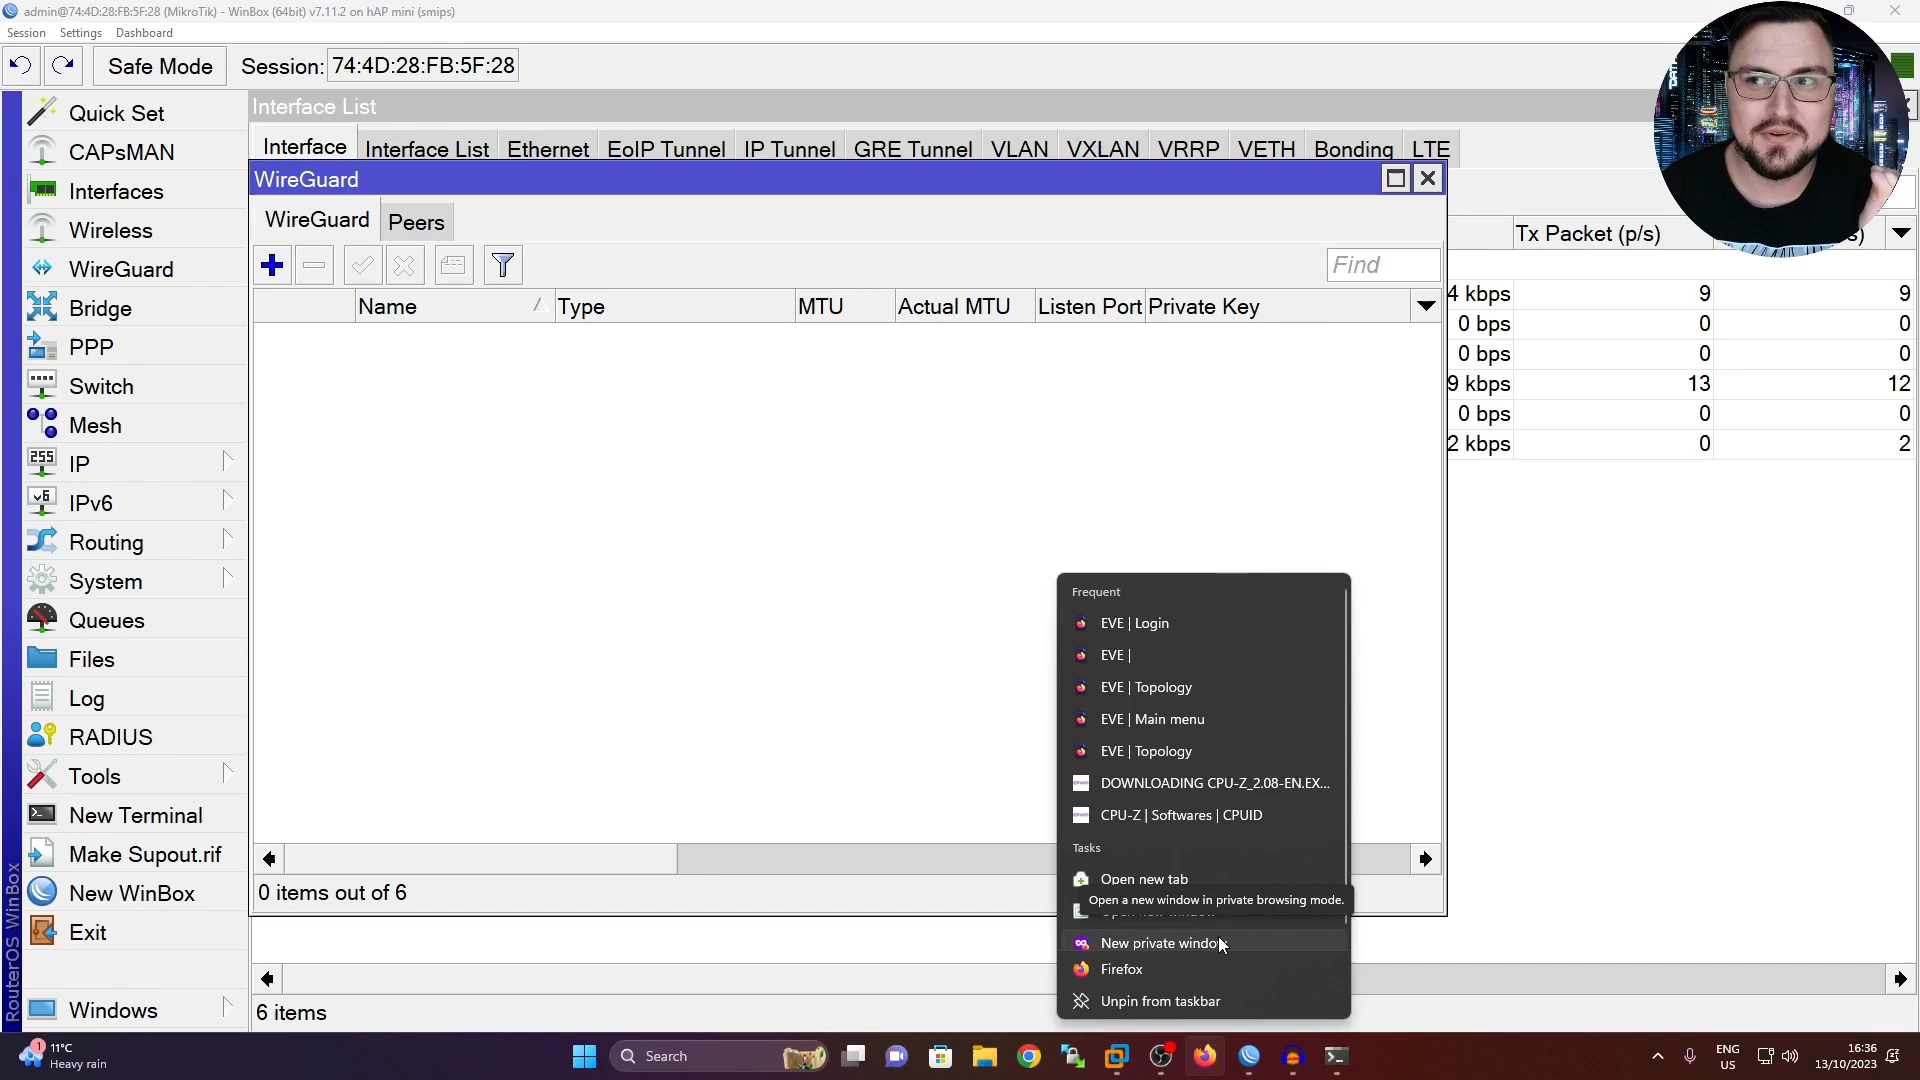 admin@74:4D:28:FB:5F:28 (MikroTik) - WinBox (64bit) v7.11.2 on hAP mini (smips)
Session Settings Dashboard
Safe Mode Session: 74:4D:28:FB:5F:28
Quick Set
CAPsMAN
Interfaces
Wireless
WireGuard
Bridge
PPP
Switch
Mesh
IP
IPv6
Routing
System
Queues
Files
Log
RADIUS
Tools
New Terminal
Make Supout.rif
New WinBox
Exit
Windows
RouterOS WinBox
Interface List
Interface Interface List Ethernet EoIP Tunnel IP Tunnel GRE Tunnel VLAN VXLAN VRRP VETH Bonding LTE
WireGuard
WireGuard Peers
Find
Name Type MTU Actual MTU Listen Port Private Key
0 items out of 6
Tx Packet (p/s) s)
4 kbps 9 9
0 bps 0 0
0 bps 0 0
9 kbps 13 12
0 bps 0 0
2 kbps 0 2
6 items
Frequent
EVE | Login
EVE |
EVE | Topology
EVE | Main menu
EVE | Topology
DOWNLOADING CPU-Z_2.08-EN.EX...
CPU-Z | Softwares | CPUID
Tasks
Open new tab
Open a new window in private browsing mode.
New private window
Firefox
Unpin from taskbar
1
11°C
Heavy rain
Search
ENG
US
16:36
13/10/2023